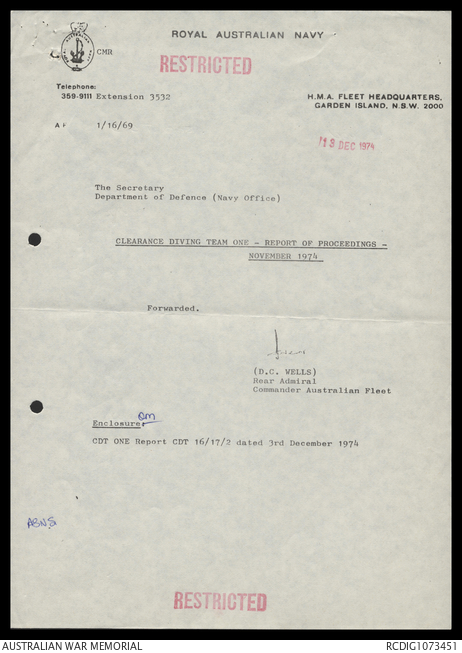 ROYAL AUSTRALIAN NAVY
CMR
RESTRICTED
Telephone:
359-9111 Extension 3532
H.M.A. FLEET HEADQUARTERS,
GARDEN ISLAND, N.S.W. 2000
AF 1/16/69
13 DEC 1974
The Secretary
Department of Defence (Navy Office)
CLEARANCE DIVING TEAM ONE - REPORT OF PROCEEDINGS -
NOVEMBER 1974
Forwarded.
(D.C. WELLS)
Rear Admiral
Commander Australian Fleet
Enclosure:
CDT ONE Report CDT 16/17/2 dated 3rd December 1974
RESTRICTED
AUSTRALIAN WAR MEMORIAL
RCDIG1073451